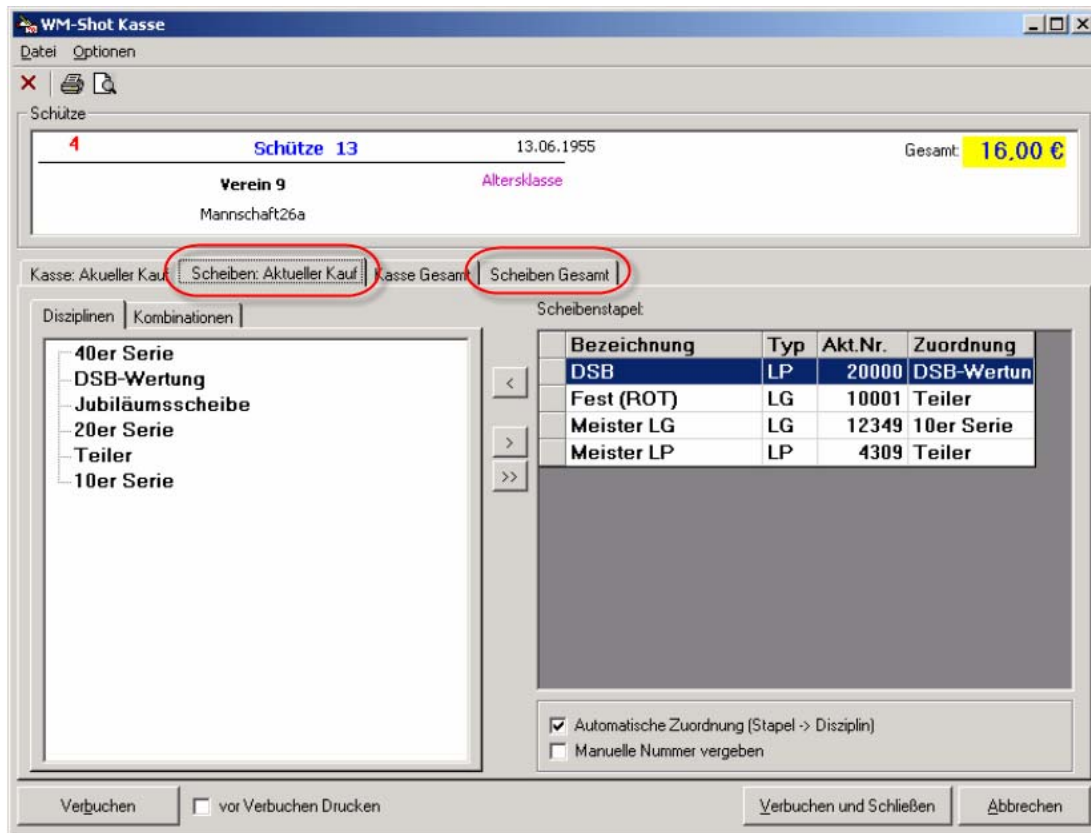 WM-Shot Kasse
Datei Optionen
Schütze
4 Schütze 13 13.06.1955 Gesamt: 16,00 €
Verein 9 Altersklasse
Mannschaft26a
Kasse: Akueller Kauf Scheiben: Aktueller Kauf Kasse Gesamt Scheiben Gesamt
Disziplinen Kombinationen Scheibenstapel:
40er Serie
DSB-Wertung
Jubiläumsscheibe
20er Serie
Teiler
10er Serie
<
>
>>
Bezeichnung Typ Akt.Nr. Zuordnung
DSB LP 20000 DSB-Wertun
Fest (ROT) LG 10001 Teiler
Meister LG LG 12349 10er Serie
Meister LP LP 4309 Teiler
Automatische Zuordnung (Stapel -> Disziplin)
Manuelle Nummer vergeben
Verbuchen vor Verbuchen Drucken Verbuchen und Schließen Abbrechen